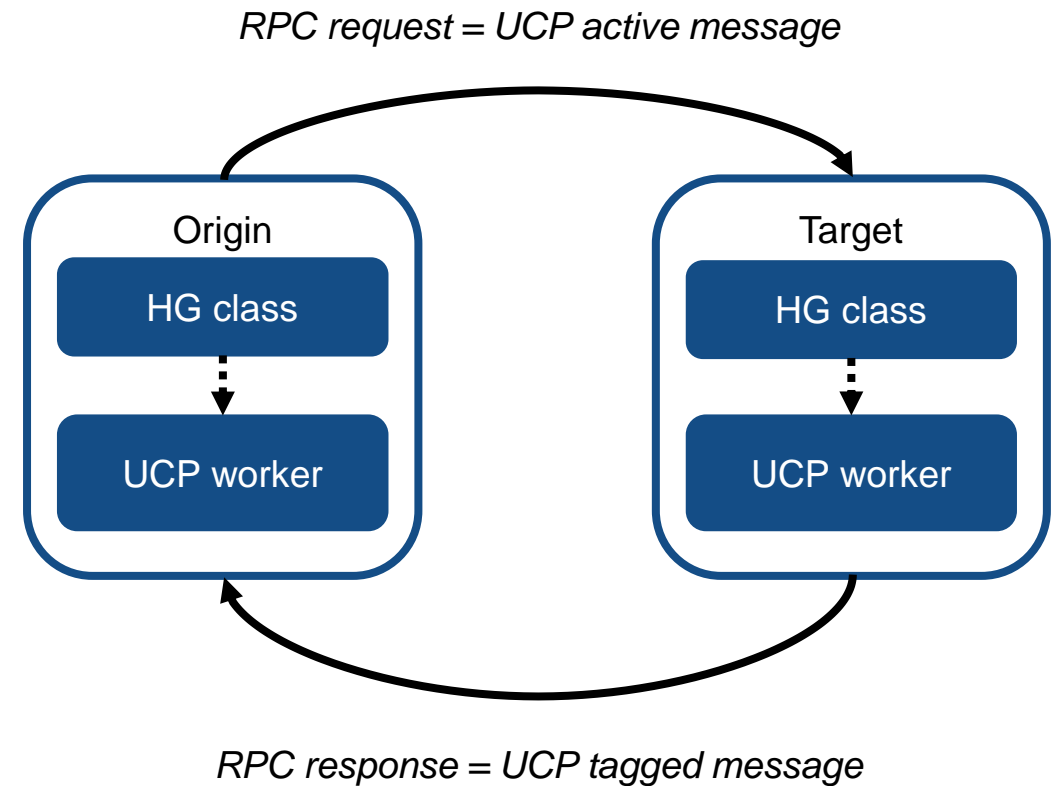 RPC request = UCP active message
Origin
HG class
UCP worker
Target
HG class
UCP worker
RPC response = UCP tagged message